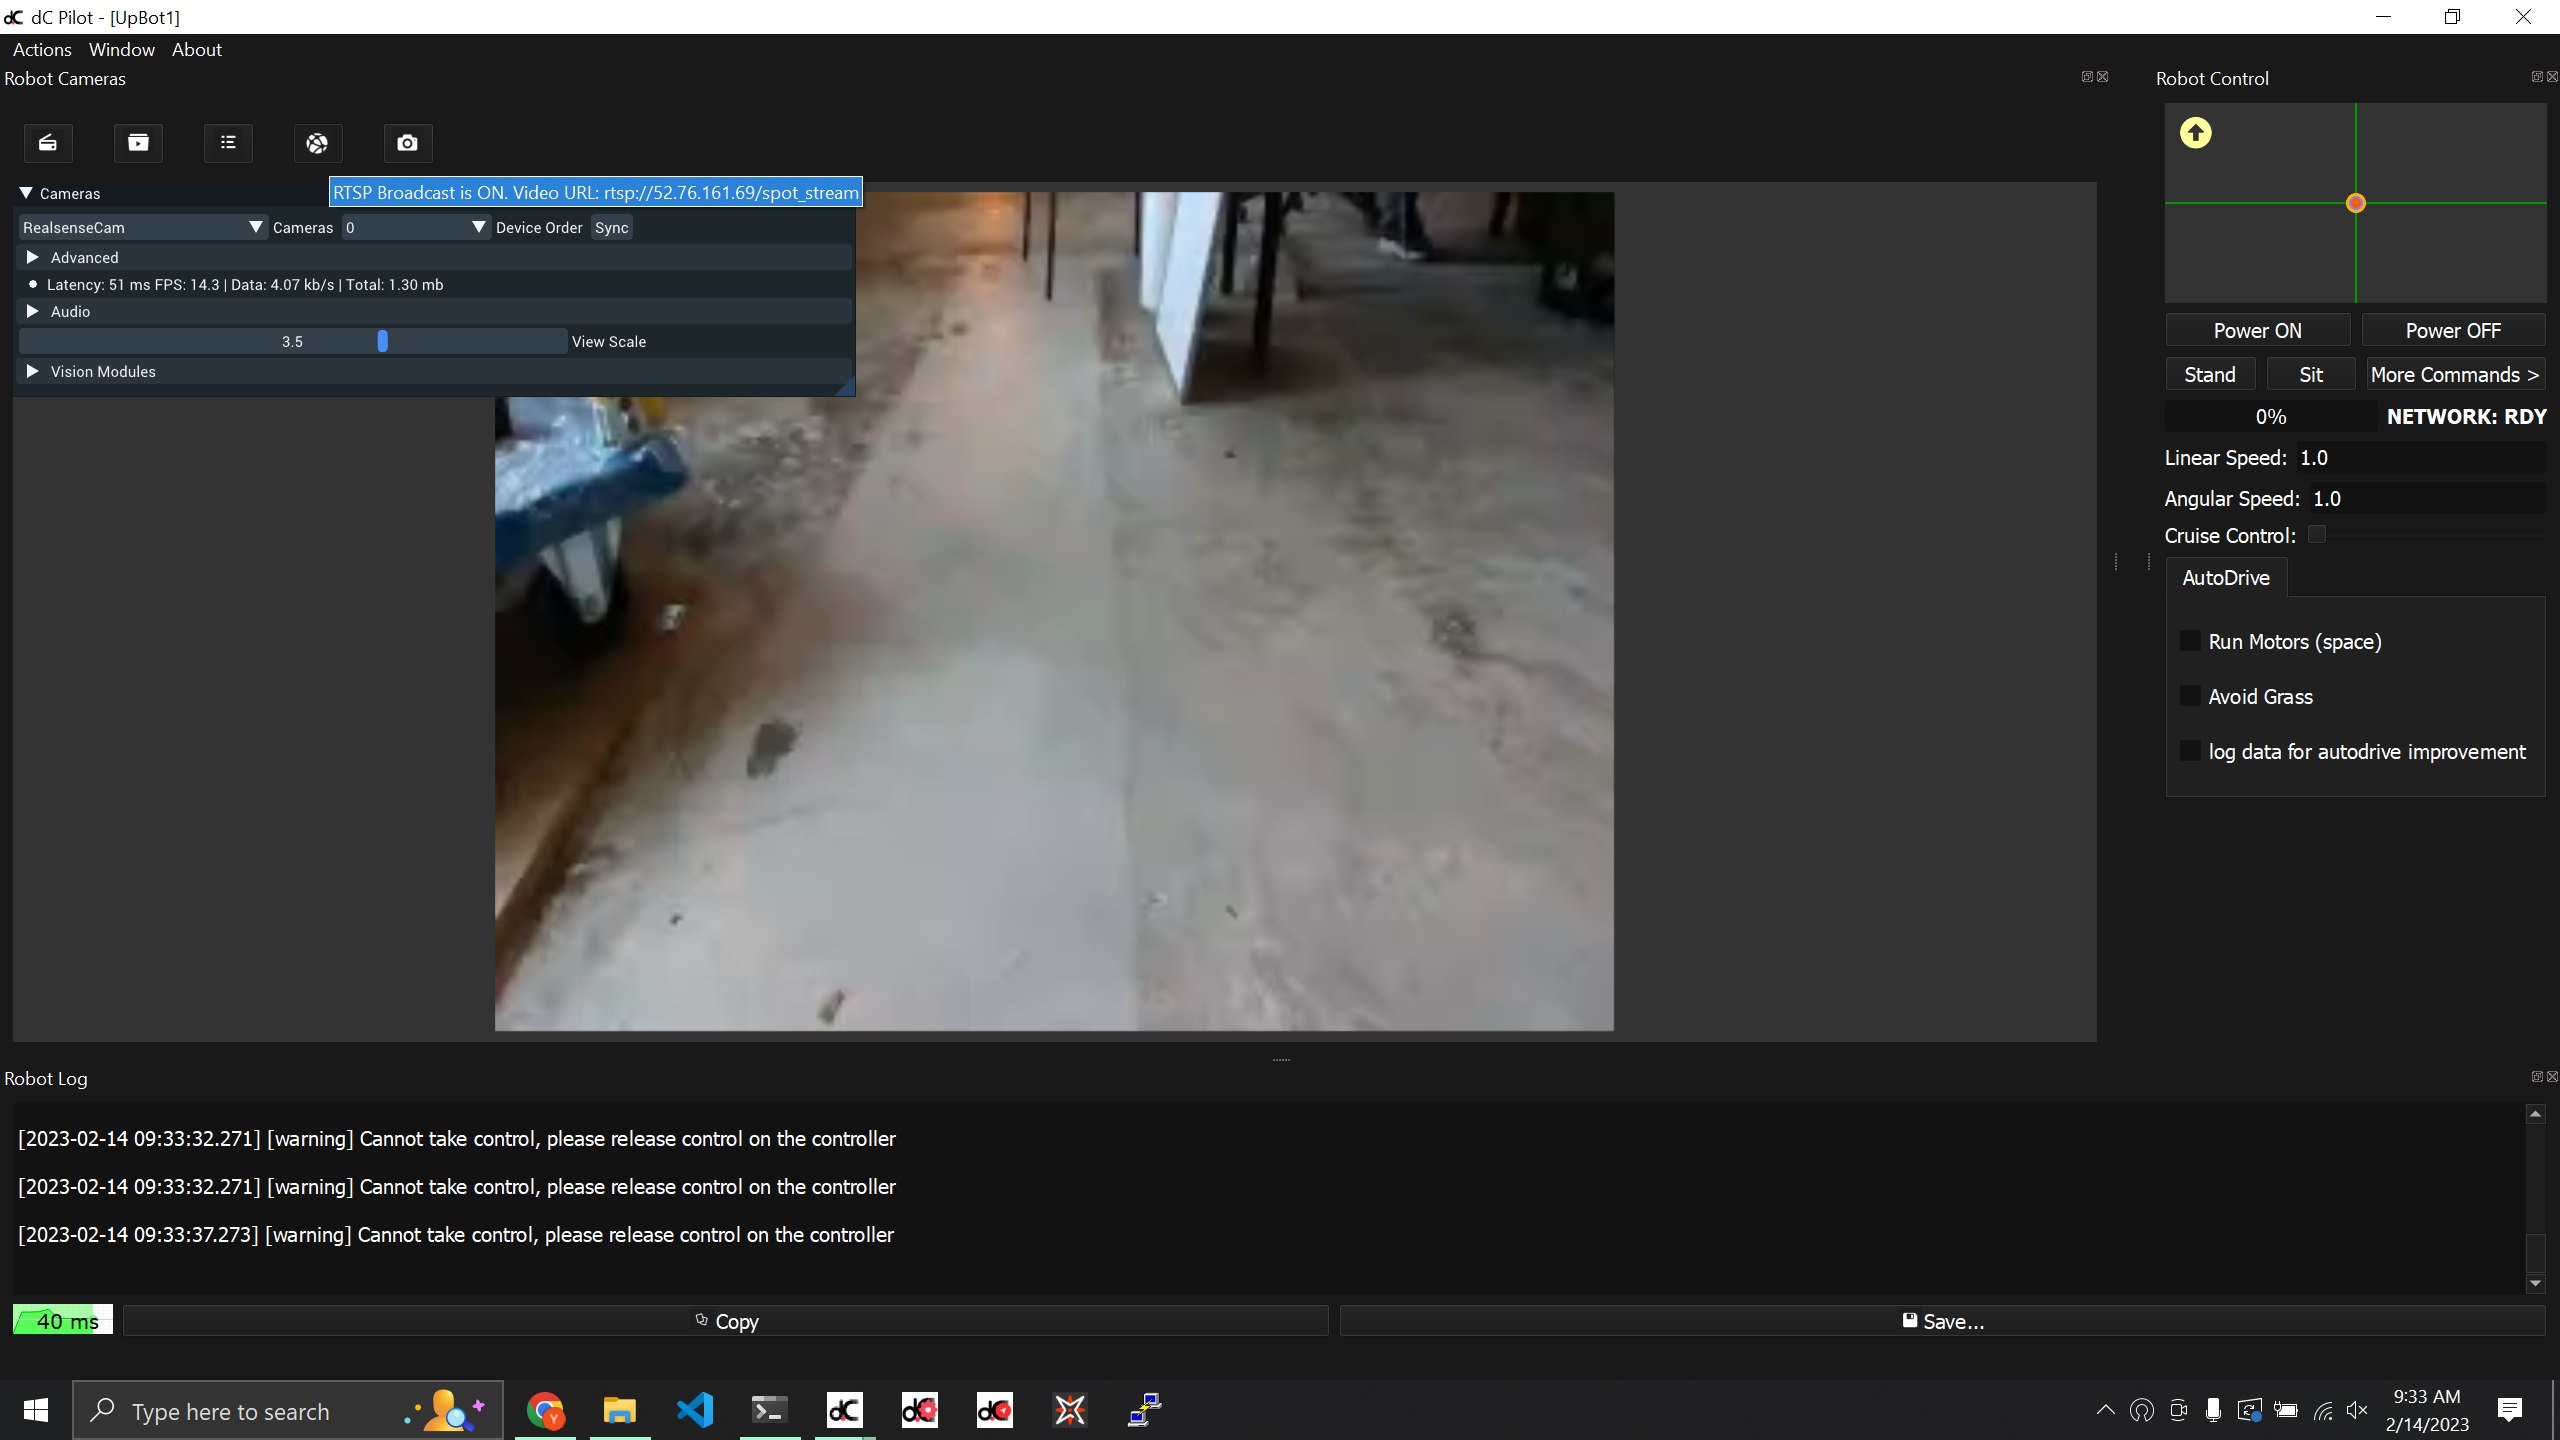 dC Pilot - [UpBot1]
Actions Window About
Robot Cameras
Robot Control
Cameras
RTSP Broadcast is ON. Video URL: rtsp://52.76.161.69/spot_stream
RealsenseCam Cameras 0 Device Order Sync
Advanced
Latency: 51 ms FPS: 14.3 | Data: 4.07 kb/s | Total: 1.30 mb
Audio
3.5 View Scale
Vision Modules
Power ON Power OFF
Stand Sit More Commands >
0% NETWORK: RDY
Linear Speed: 1.0
Angular Speed: 1.0
Cruise Control:
AutoDrive
Run Motors (space)
Avoid Grass
log data for autodrive improvement
Robot Log
[2023-02-14 09:33:32.271] [warning] Cannot take control, please release control on the controller
[2023-02-14 09:33:32.271] [warning] Cannot take control, please release control on the controller
[2023-02-14 09:33:37.273] [warning] Cannot take control, please release control on the controller
40 ms Copy Save...
Type here to search
9:33 AM
2/14/2023